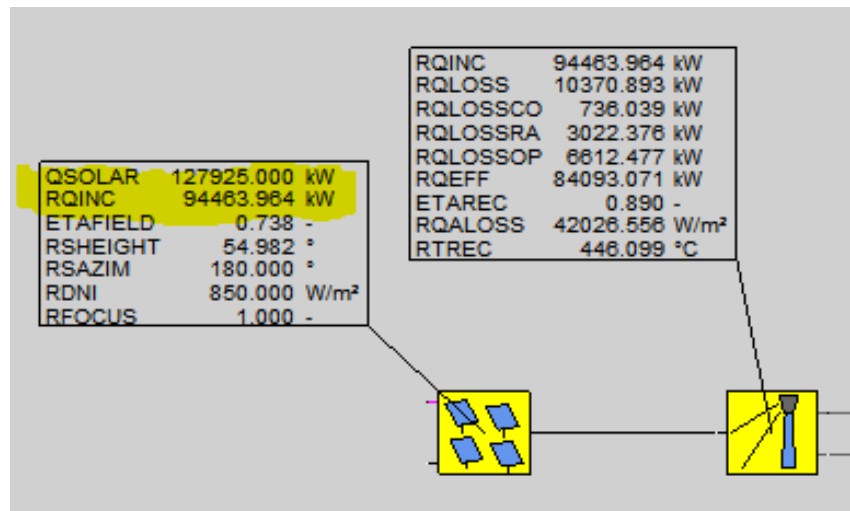 QSOLAR 127925.000 kW
RQINC 94463.964 kW
ETAFIELD 0.738 -
RSHEIGHT 54.982 °
RSAZIM 180.000 °
RDNI 850.000 W/m²
RFOCUS 1.000 -
RQINC 94463.964 kW
RQLOSS 10370.893 kW
RQLOSSCO 736.039 kW
RQLOSSRA 3022.376 kW
RQLOSSOP 6612.477 kW
RQEFF 84093.071 kW
ETAREC 0.890 -
RQALOSS 42026.556 W/m²
RTREC 446.099 °C